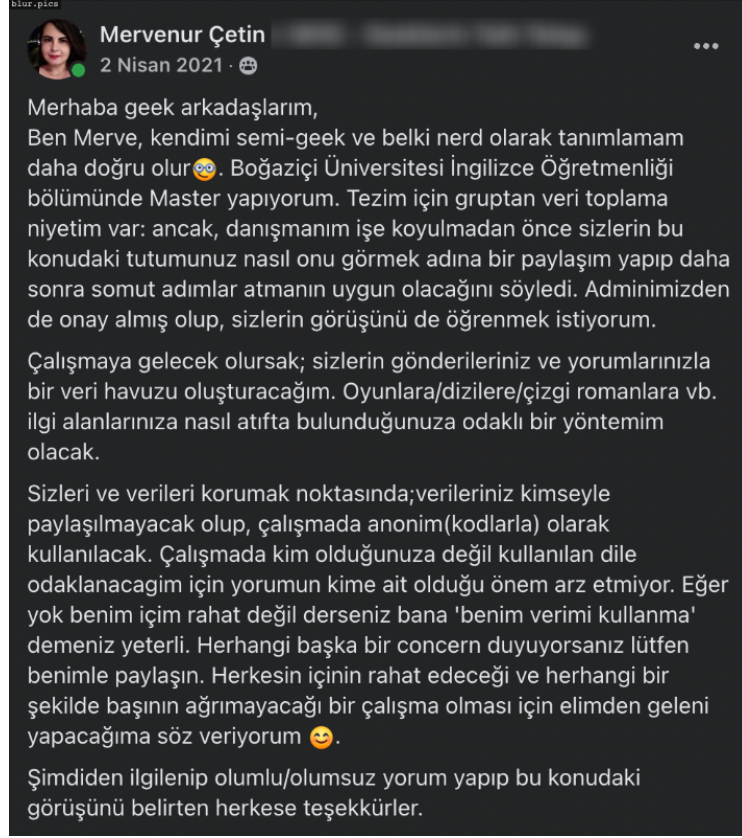 blur.pics
Mervenur Çetin
2 Nisan 2021 ·
Merhaba geek arkadaşlarım,
Ben Merve, kendimi semi-geek ve belki nerd olarak tanımlamam
daha doğru olur🥸. Boğaziçi Üniversitesi İngilizce Öğretmenliği
bölümünde Master yapıyorum. Tezim için gruptan veri toplama
niyetim var: ancak, danışmanım işe koyulmadan önce sizlerin bu
konudaki tutumunuz nasıl onu görmek adına bir paylaşım yapıp daha
sonra somut adımlar atmanın uygun olacağını söyledi. Adminimizden
de onay almış olup, sizlerin görüşünü de öğrenmek istiyorum.
Çalışmaya gelecek olursak; sizlerin gönderileriniz ve yorumlarınızla
bir veri havuzu oluşturacağım. Oyunlara/dizilere/çizgi romanlara vb.
ilgi alanlarınıza nasıl atıfta bulunduğunuza odaklı bir yöntemim
olacak.
Sizleri ve verileri korumak noktasında;verileriniz kimseyle
paylaşılmayacak olup, çalışmada anonim(kodlarla) olarak
kullanılacak. Çalışmada kim olduğunuza değil kullanılan dile
odaklanacagim için yorumun kime ait olduğu önem arz etmiyor. Eğer
yok benim içim rahat değil derseniz bana 'benim verimi kullanma'
demeniz yeterli. Herhangi başka bir concern duyuyorsanız lütfen
benimle paylaşın. Herkesin içinin rahat edeceği ve herhangi bir
şekilde başının ağrımayacağı bir çalışma olması için elimden geleni
yapacağıma söz veriyorum 😊.
Şimdiden ilgilenip olumlu/olumsuz yorum yapıp bu konudaki
görüşünü belirten herkese teşekkürler.